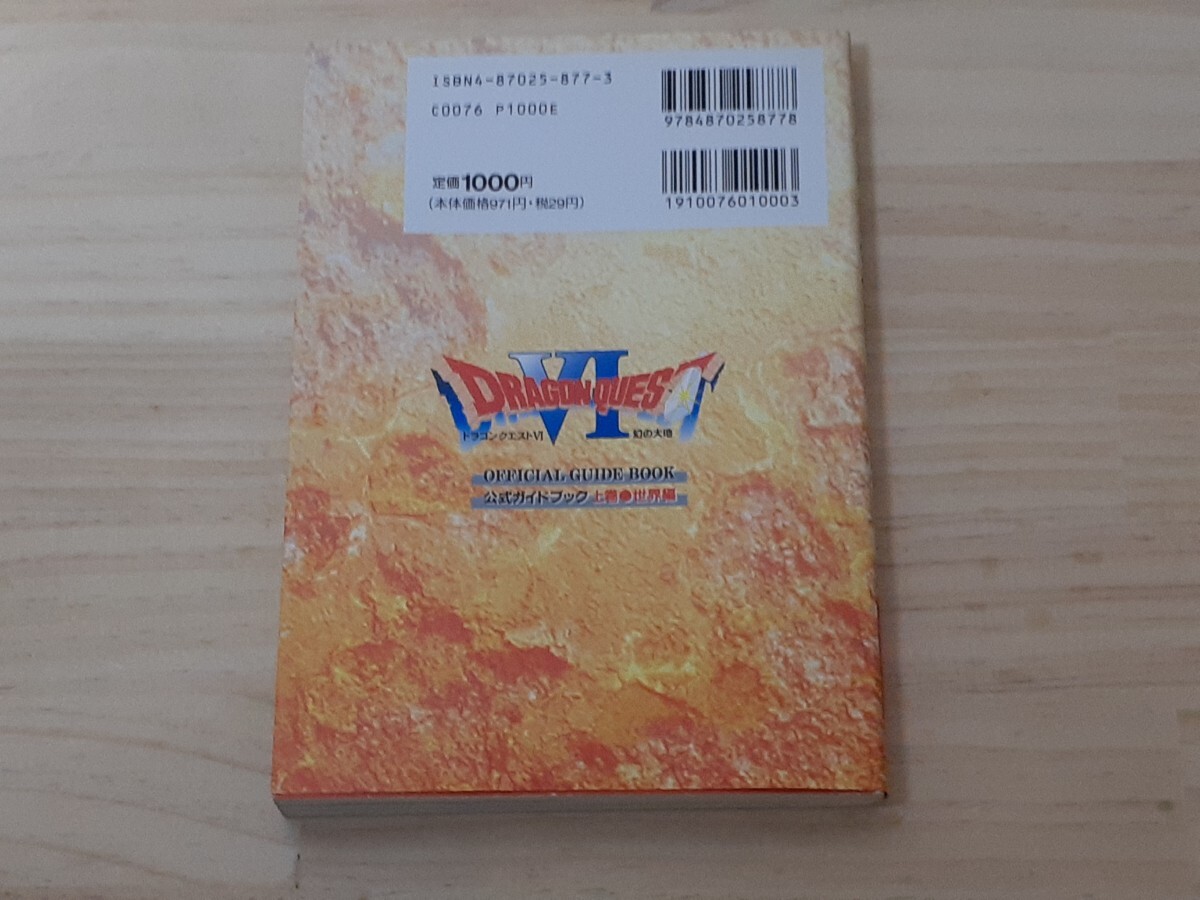 ISBN4-87025-877-3
C0076 P1000E
9784870258778
定価1000円
(本体価格971円・税29円)
1910076010003
VI
DRAGON QUEST
ドラゴンクエストVI 幻の大地
OFFICIAL GUIDE BOOK
公式ガイドブック 上巻●世界編